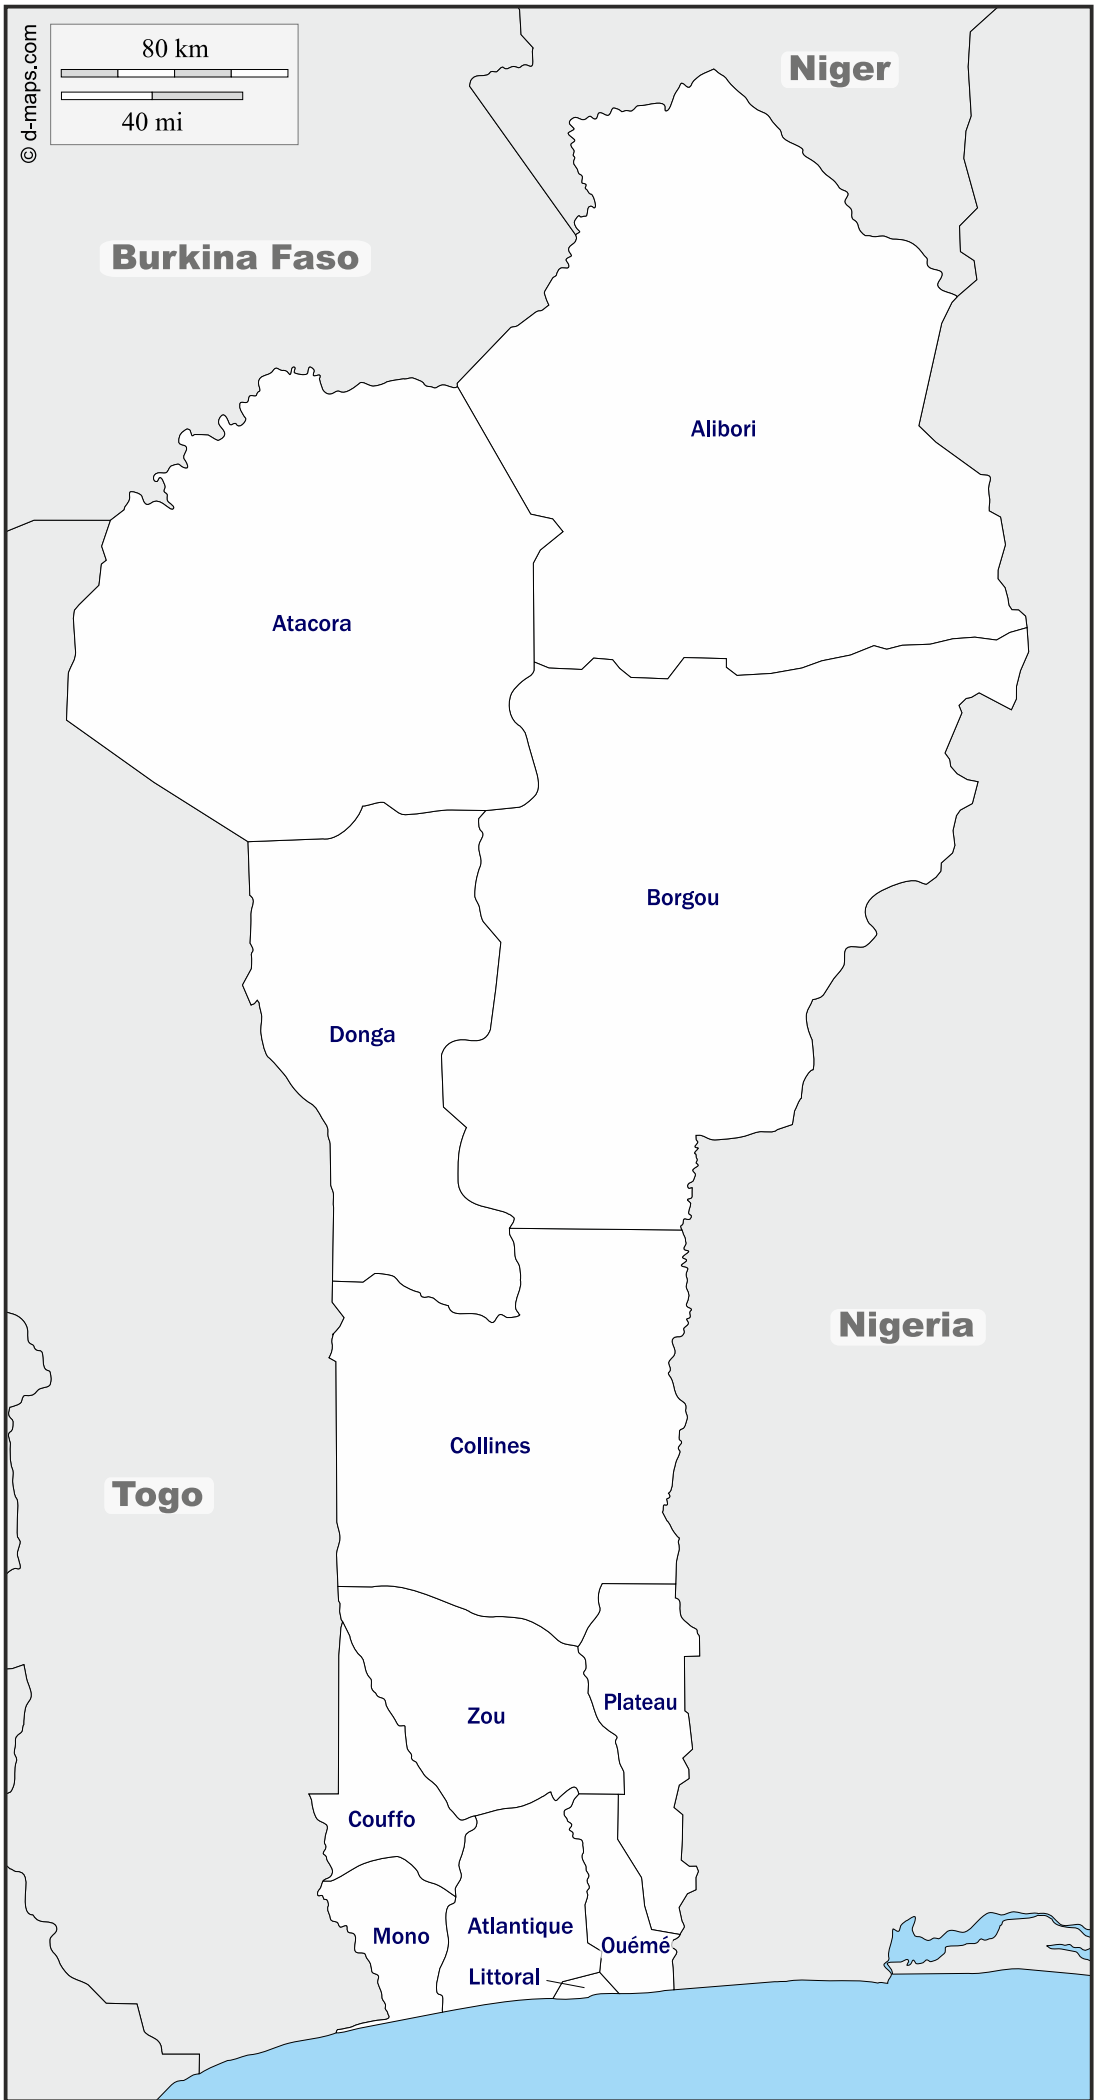 © d-maps.com
80 km
40 mi
Niger
Burkina Faso
Alibori
Atacora
Borgou
Donga
Nigeria
Collines
Togo
Plateau
Zou
Couffo
Atlantique
Mono
Ouémé
Littoral